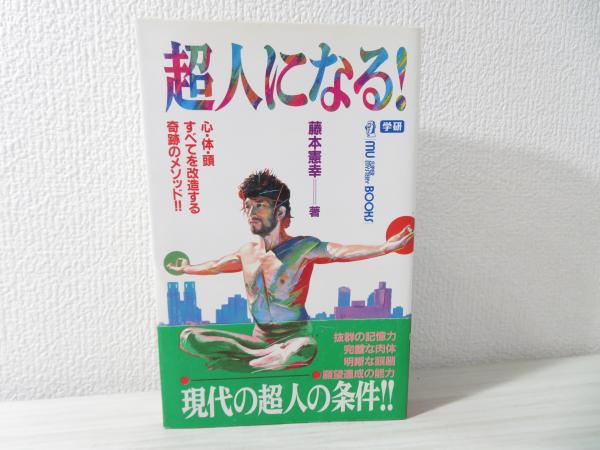 超人になる!
学研
mu
BOOKS
藤本憲幸──著
心・体・頭
すべてを改造する
奇跡のメソッド!!
抜群の記憶力
完璧な肉体
明晰な頭脳
願望達成の能力
現代の超人の条件!!